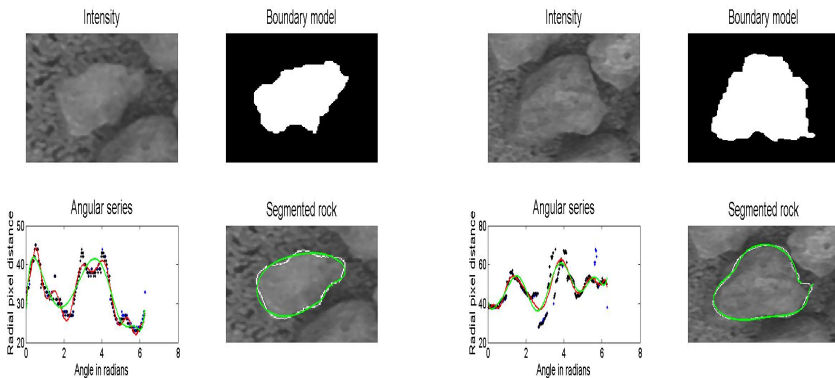 Intensity
Boundary model
Intensity
Boundary model
Angular series
Segmented rock
Angular series
Segmented rock
Radial pixel distance
50
40
30
20
0
2
4
6
8
Angle in radians
Radial pixel distance
80
60
40
20
0
2
4
6
8
Angle in radians